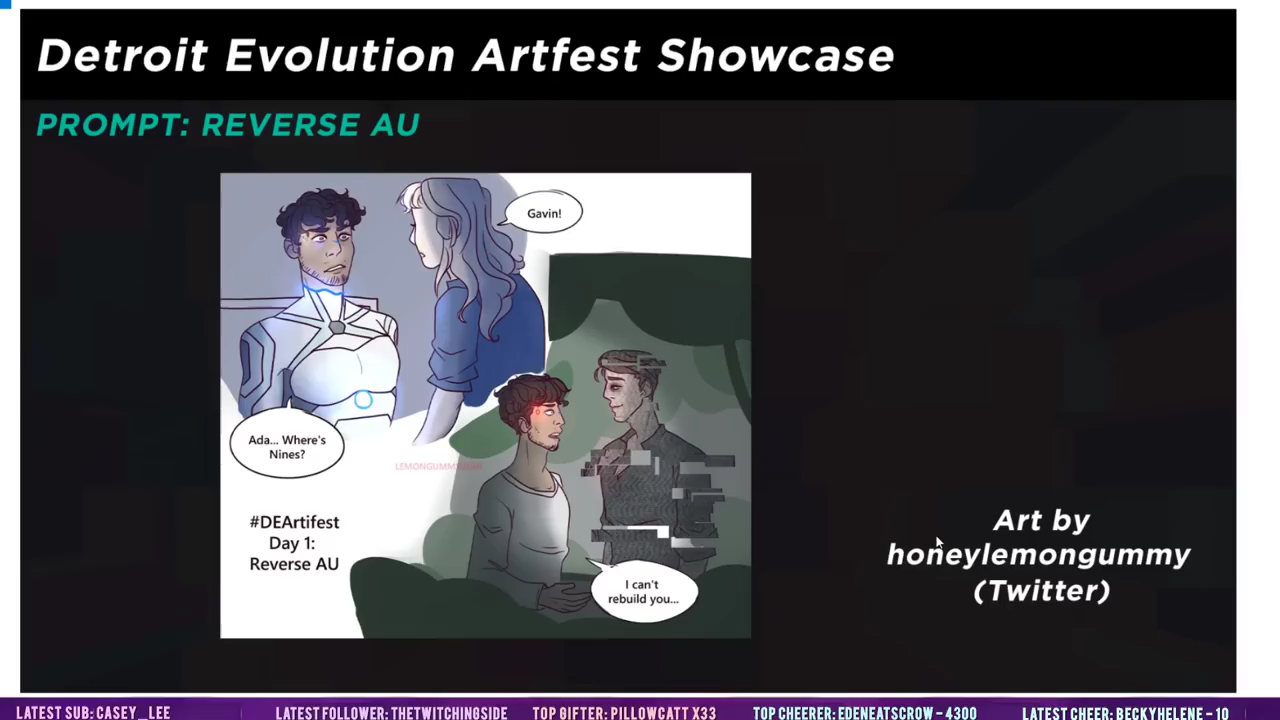 Detroit Evolution Artfest Showcase
PROMPT: REVERSE AU
Gavin!
Ada... Where's
Nines?
#DEArtifest
Day 1:
Reverse AU
I can't
rebuild you...
Art by
honeylemongummy
(Twitter)
LATEST SUB: CASEY__LEE
LATEST FOLLOWER: THETWITCHINGSIDE
TOP GIFTER: PILLOWCATT X33
TOP CHEERER: EDENEATSCROW - 4300
LATEST CHEER: BECKYHELENE - 10